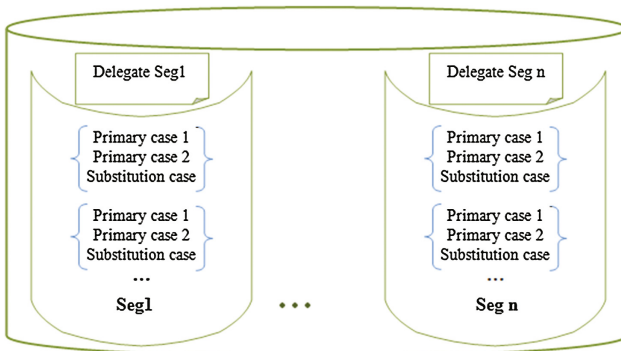 Delegate Seg1
Primary case 1
Primary case 2
Substitution case
Primary case 1
Primary case 2
Substitution case
...
Seg1
...
Delegate Seg n
Primary case 1
Primary case 2
Substitution case
Primary case 1
Primary case 2
Substitution case
...
Seg n